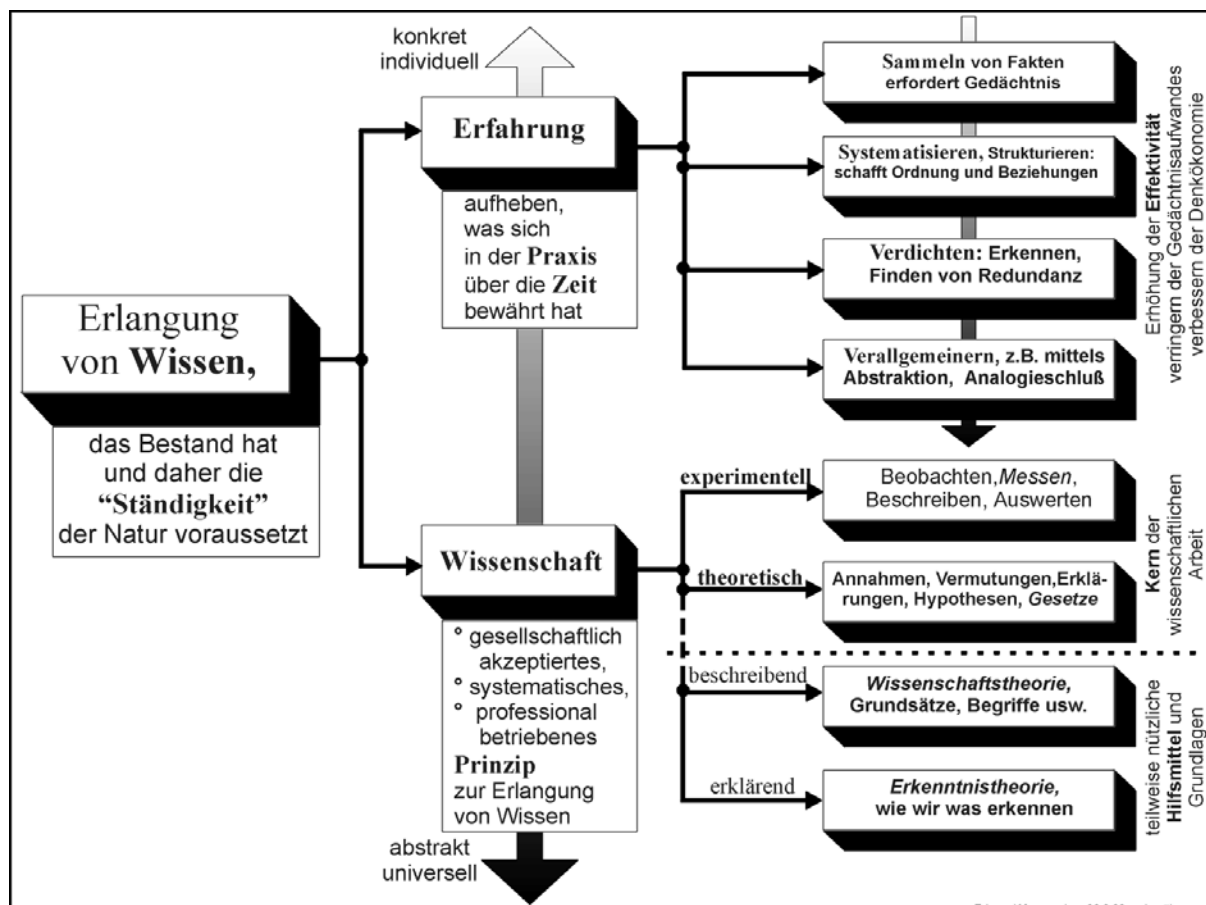 konkret
individuell
Erfahrung
aufheben,
was sich
in der Praxis
über die Zeit
bewährt hat
Erlangung
von Wissen,
das Bestand hat
und daher die
“Ständigkeit”
der Natur voraussetzt
Wissenschaft
° gesellschaftlich
akzeptiertes,
° systematisches,
° professional
betriebenes
Prinzip
zur Erlangung
von Wissen
abstrakt
universell
Sammeln von Fakten
erfordert Gedächtnis
Systematisieren, Strukturieren:
schafft Ordnung und Beziehungen
Verdichten: Erkennen,
Finden von Redundanz
Verallgemeinern, z.B. mittels
Abstraktion, Analogieschluß
Erhöhung der Effektivität
verringern der Gedächtnisaufwandes
verbessern der Denkökonomie
experimentell
Beobachten,Messen,
Beschreiben, Auswerten
theoretisch
Annahmen, Vermutungen,Erklä-
rungen, Hypothesen, Gesetze
Kern der
wissenschaftlichen
Arbeit
beschreibend
Wissenschaftstheorie,
Grundsätze, Begriffe usw.
erklärend
Erkenntnistheorie,
wie wir was erkennen
teilweise nützliche
Hilfsmittel und
Grundlagen